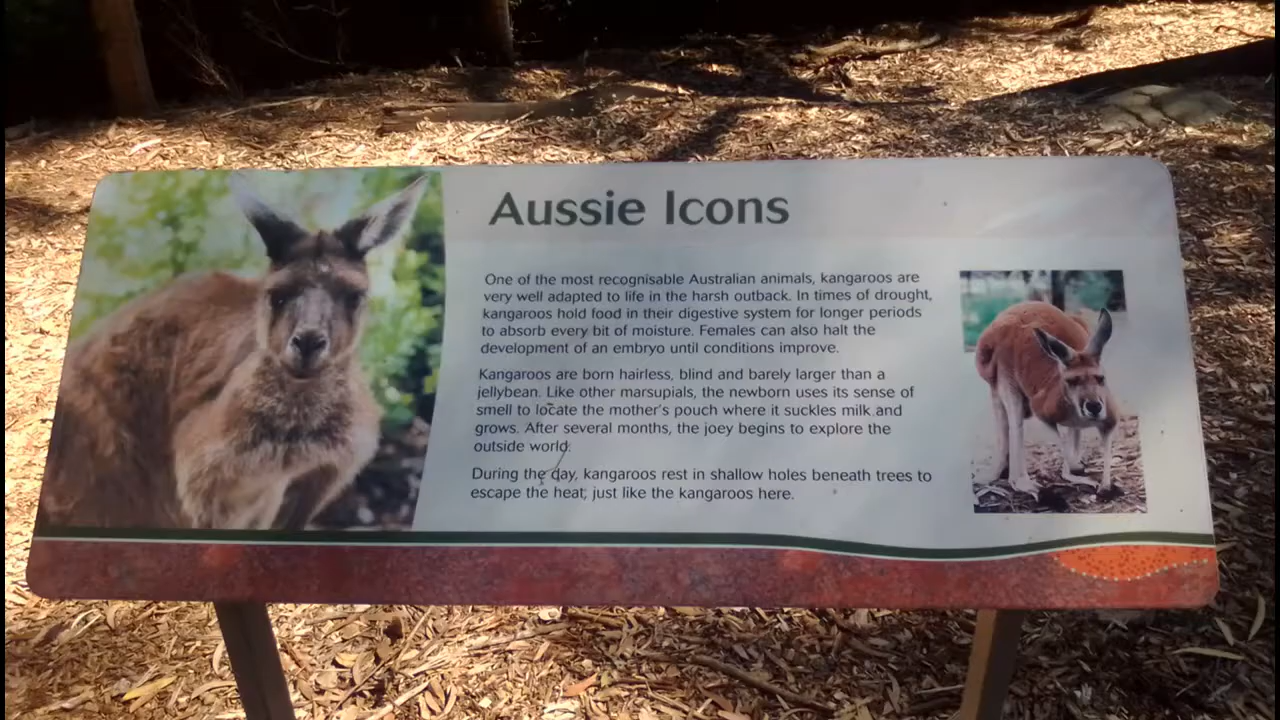 Aussie Icons
One of the most recognisable Australian animals, kangaroos are
very well adapted to life in the harsh outback. In times of drought,
kangaroos hold food in their digestive system for longer periods
to absorb every bit of moisture. Females can also halt the
development of an embryo until conditions improve.
Kangaroos are born hairless, blind and barely larger than a
jellybean. Like other marsupials, the newborn uses its sense of
smell to locate the mother's pouch where it suckles milk and
grows. After several months, the joey begins to explore the
outside world.
During the day, kangaroos rest in shallow holes beneath trees to
escape the heat; just like the kangaroos here.